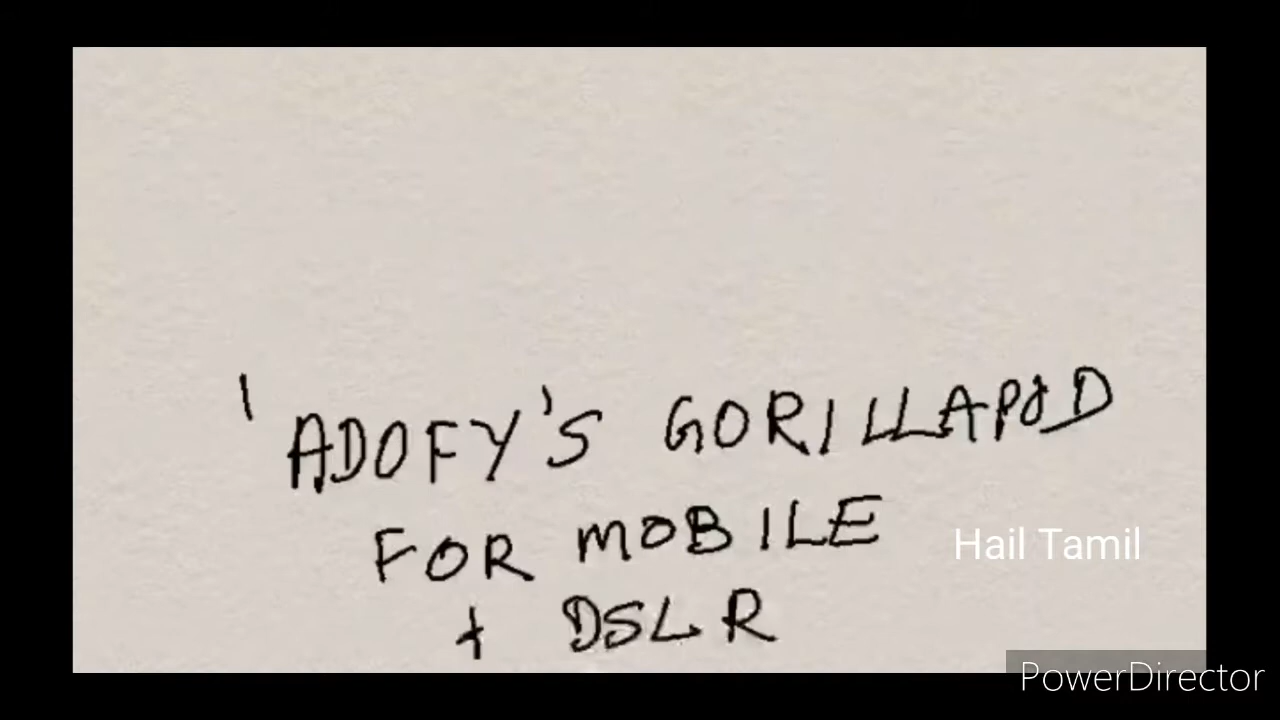 'ADOFY'S GORILLAPOD
FOR MOBILE
Hail Tamil
+ DSLR
PowerDirector